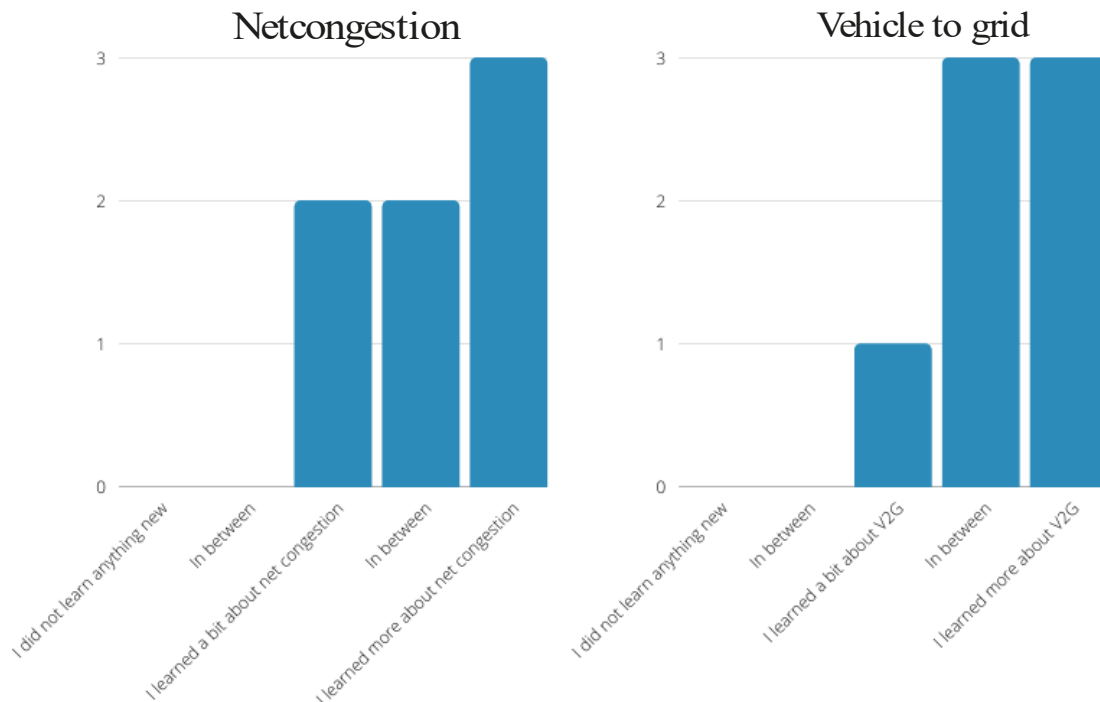 Netcongestion
3
2
1
0
I did not learn anything new
In between
I learned a bit about net congestion
In between
I learned more about net congestion
Vehicle to grid
3
2
1
0
I did not learn anything new
In between
I learned a bit about V2G
In between
I learned more about V2G